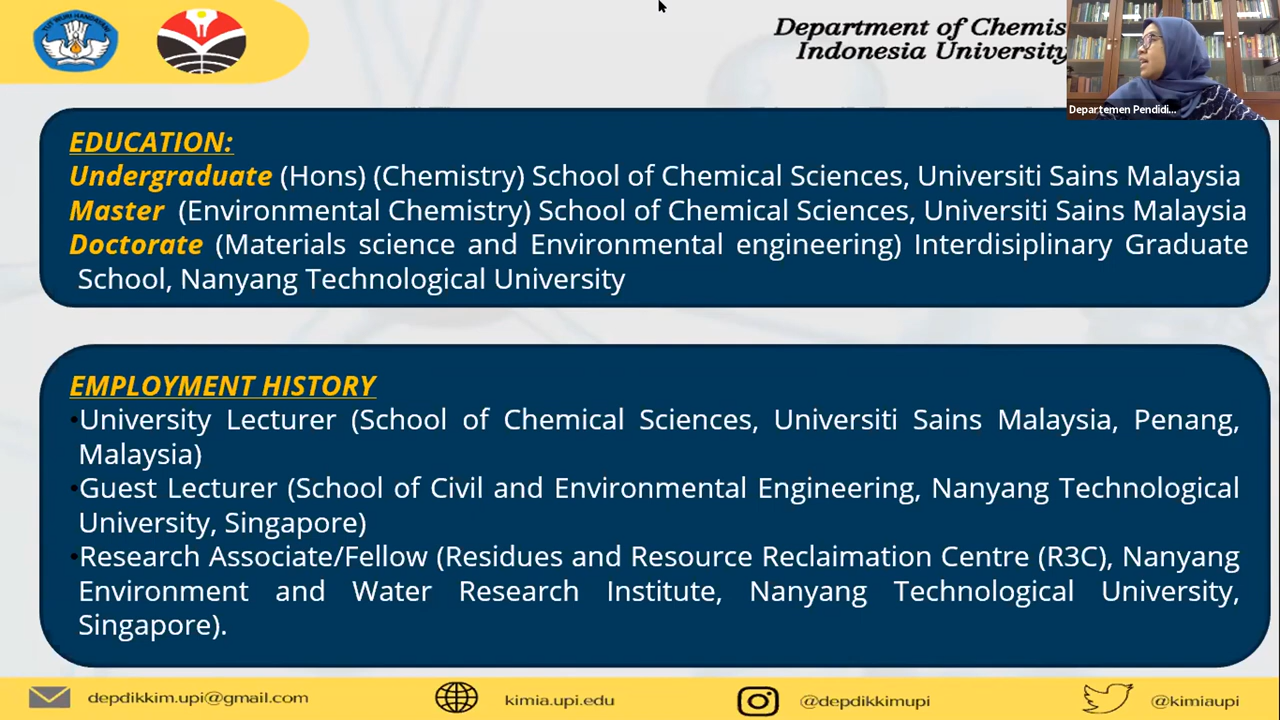 TUT WURI HANDAYANI
Department of Chemis
Indonesia University
Departemen Pendidi...
EDUCATION:
Undergraduate (Hons) (Chemistry) School of Chemical Sciences, Universiti Sains Malaysia
Master (Environmental Chemistry) School of Chemical Sciences, Universiti Sains Malaysia
Doctorate (Materials science and Environmental engineering) Interdisiplinary Graduate
School, Nanyang Technological University
EMPLOYMENT HISTORY
•University Lecturer (School of Chemical Sciences, Universiti Sains Malaysia, Penang,
Malaysia)
•Guest Lecturer (School of Civil and Environmental Engineering, Nanyang Technological
University, Singapore)
•Research Associate/Fellow (Residues and Resource Reclaimation Centre (R3C), Nanyang
Environment and Water Research Institute, Nanyang Technological University,
Singapore).
depdikkim.upi@gmail.com
kimia.upi.edu
@depdikkimupi
@kimiaupi